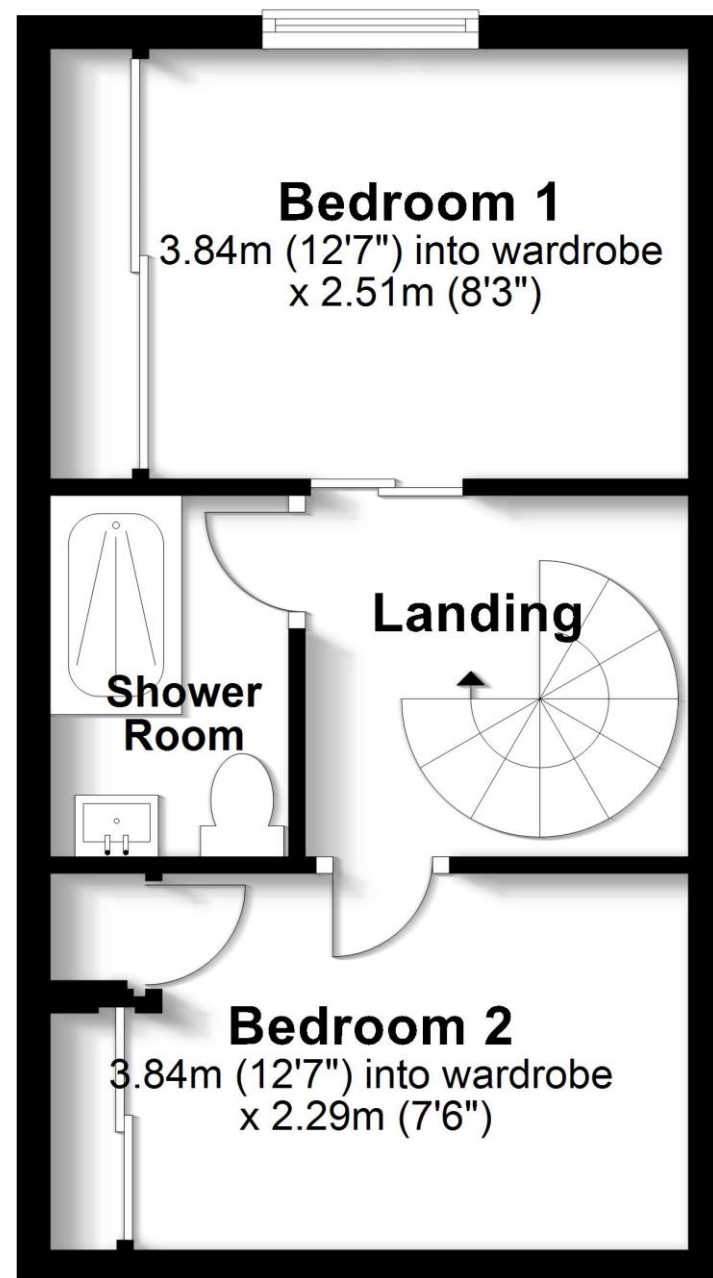 Bedroom 1
3.84m (12'7") into wardrobe
x 2.51m (8'3")
Landing
Shower
Room
Bedroom 2
3.84m (12'7") into wardrobe
x 2.29m (7'6")